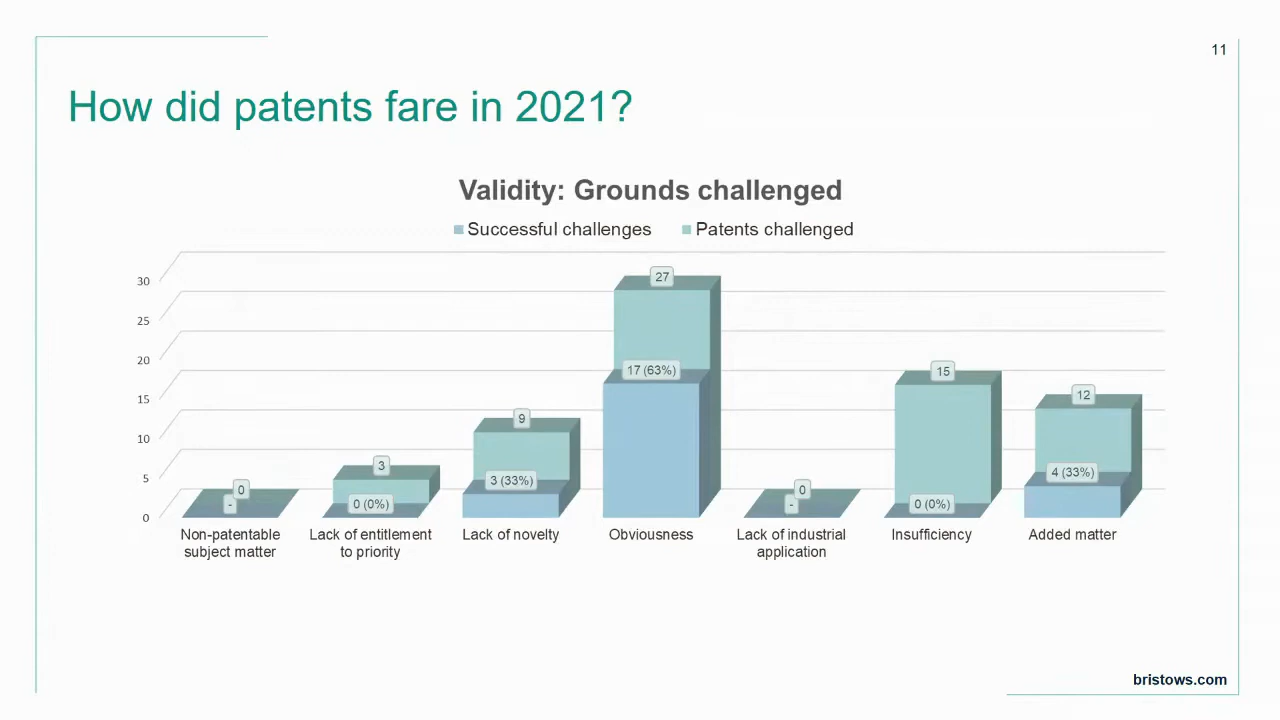 11
How did patents fare in 2021?
Validity: Grounds challenged
Successful challenges Patents challenged
30
25
20
15
10
5
0
27
17 (63%)
15
12
9
4 (33%)
3 (33%)
3
0 (0%)
0 (0%)
0
-
0
-
Non-patentable
subject matter
Lack of entitlement
to priority
Lack of novelty
Obviousness
Lack of industrial
application
Insufficiency
Added matter
bristows.com